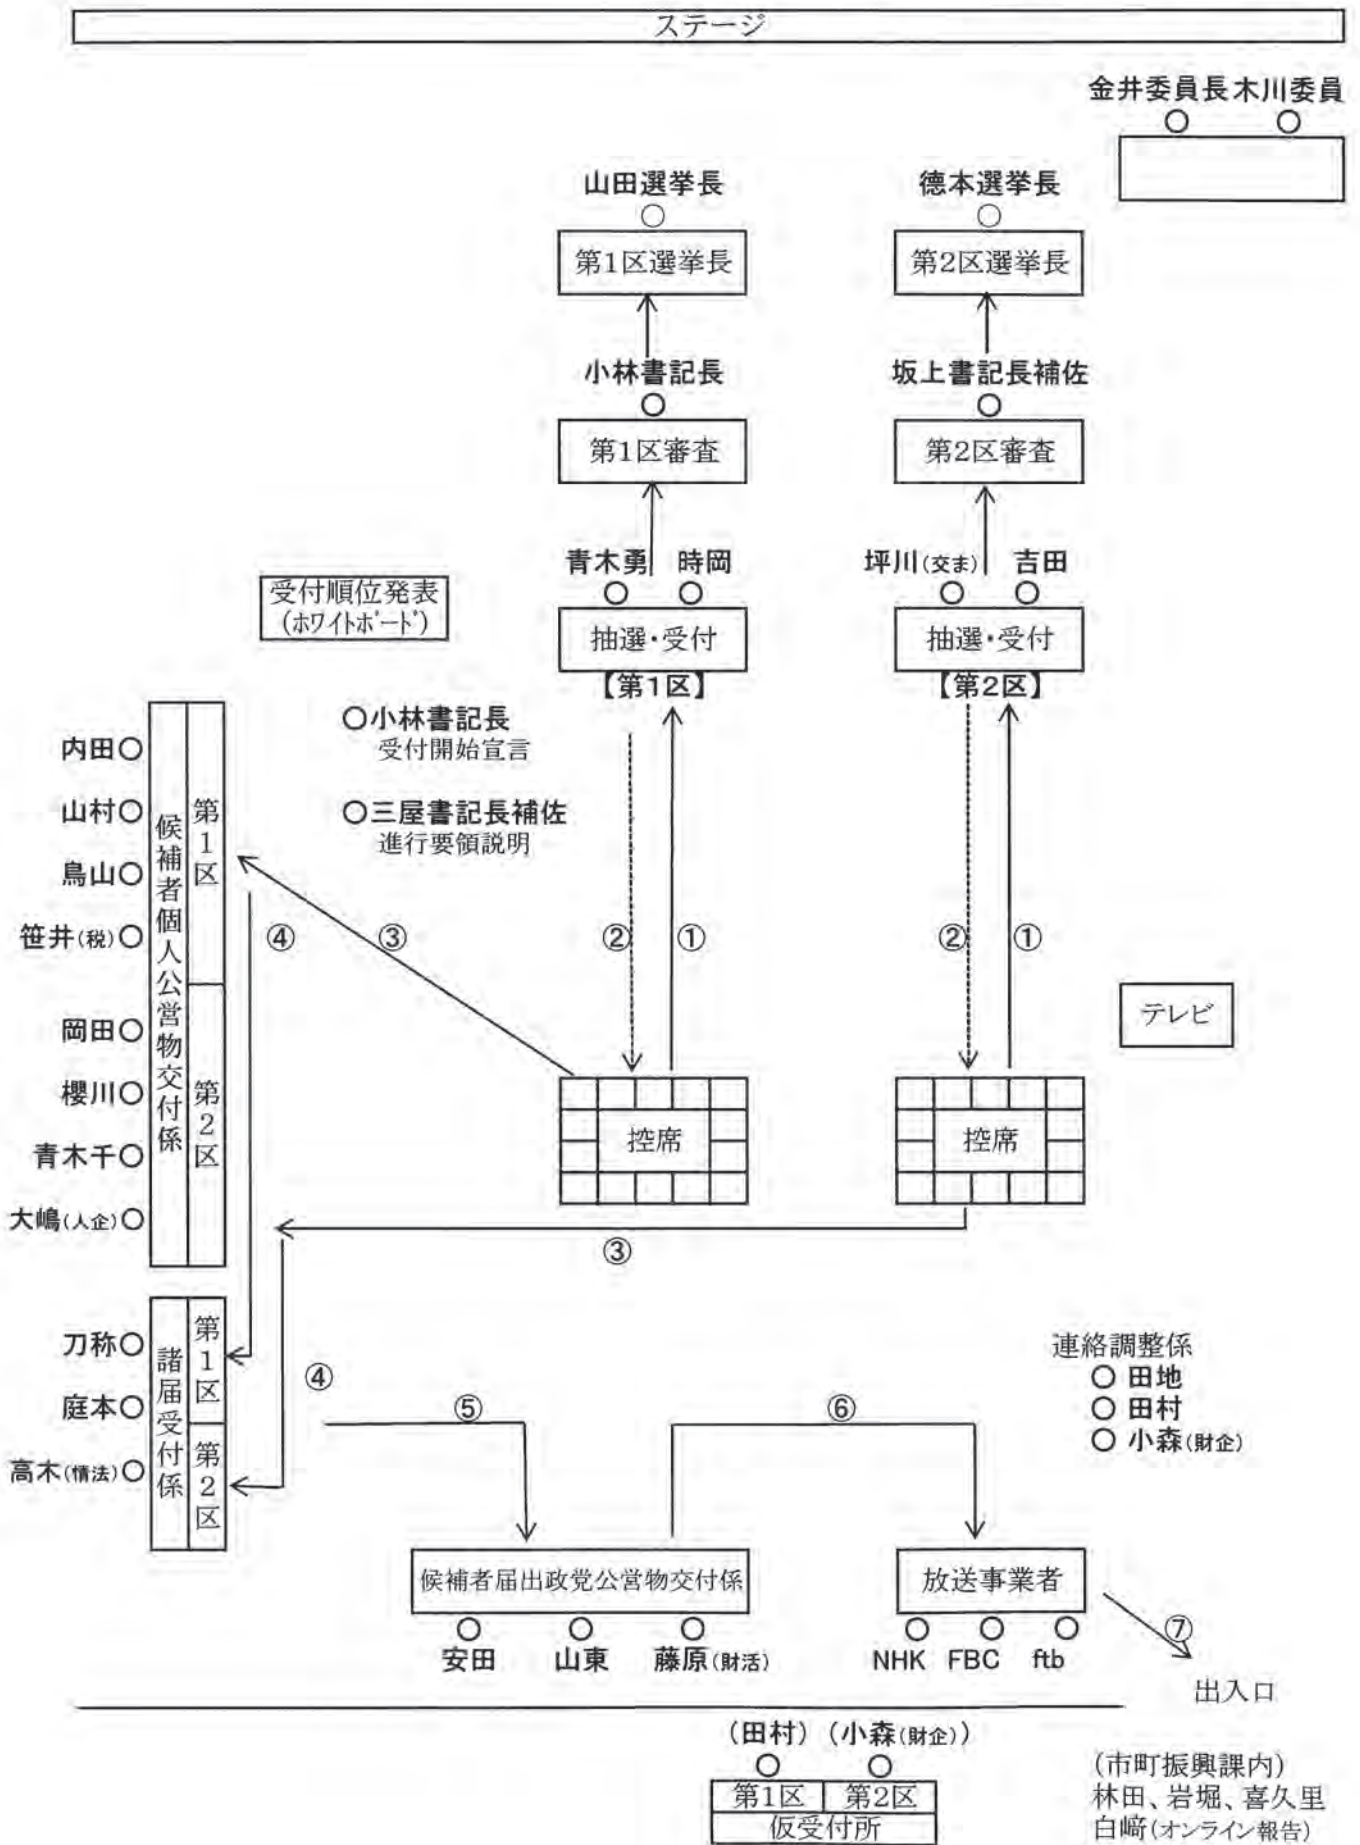 ステージ
金井委員長 木川委員
山田選挙長
徳本選挙長
第1区選挙長
第2区選挙長
小林書記長
坂上書記長補佐
第1区審査
第2区審査
青木勇 時岡
坪川(交ま) 吉田
受付順位発表
(ホワイトボード)
抽選・受付
抽選・受付
【第1区】
【第2区】
○小林書記長
受付開始宣言
○三屋書記長補佐
進行要領説明
内田○
山村○
鳥山○
笹井(税)○
岡田○
櫻川○
青木千○
大嶋(人企)○
候補者個人公営物交付係
第1区
第2区
④
③
②
①
②
①
テレビ
控席
控席
③
刀称○
庭本○
高木(情法)○
諸届受付係
第1区
第2区
④
⑤
⑥
連絡調整係
○ 田地
○ 田村
○ 小森(財企)
候補者届出政党公営物交付係
放送事業者
安田 山東 藤原(財活)
NHK FBC ftb
⑦
出入口
(田村) (小森(財企))
第1区 第2区
仮受付所
(市町振興課内)
林田、岩堀、喜久里
白﨑(オンライン報告)